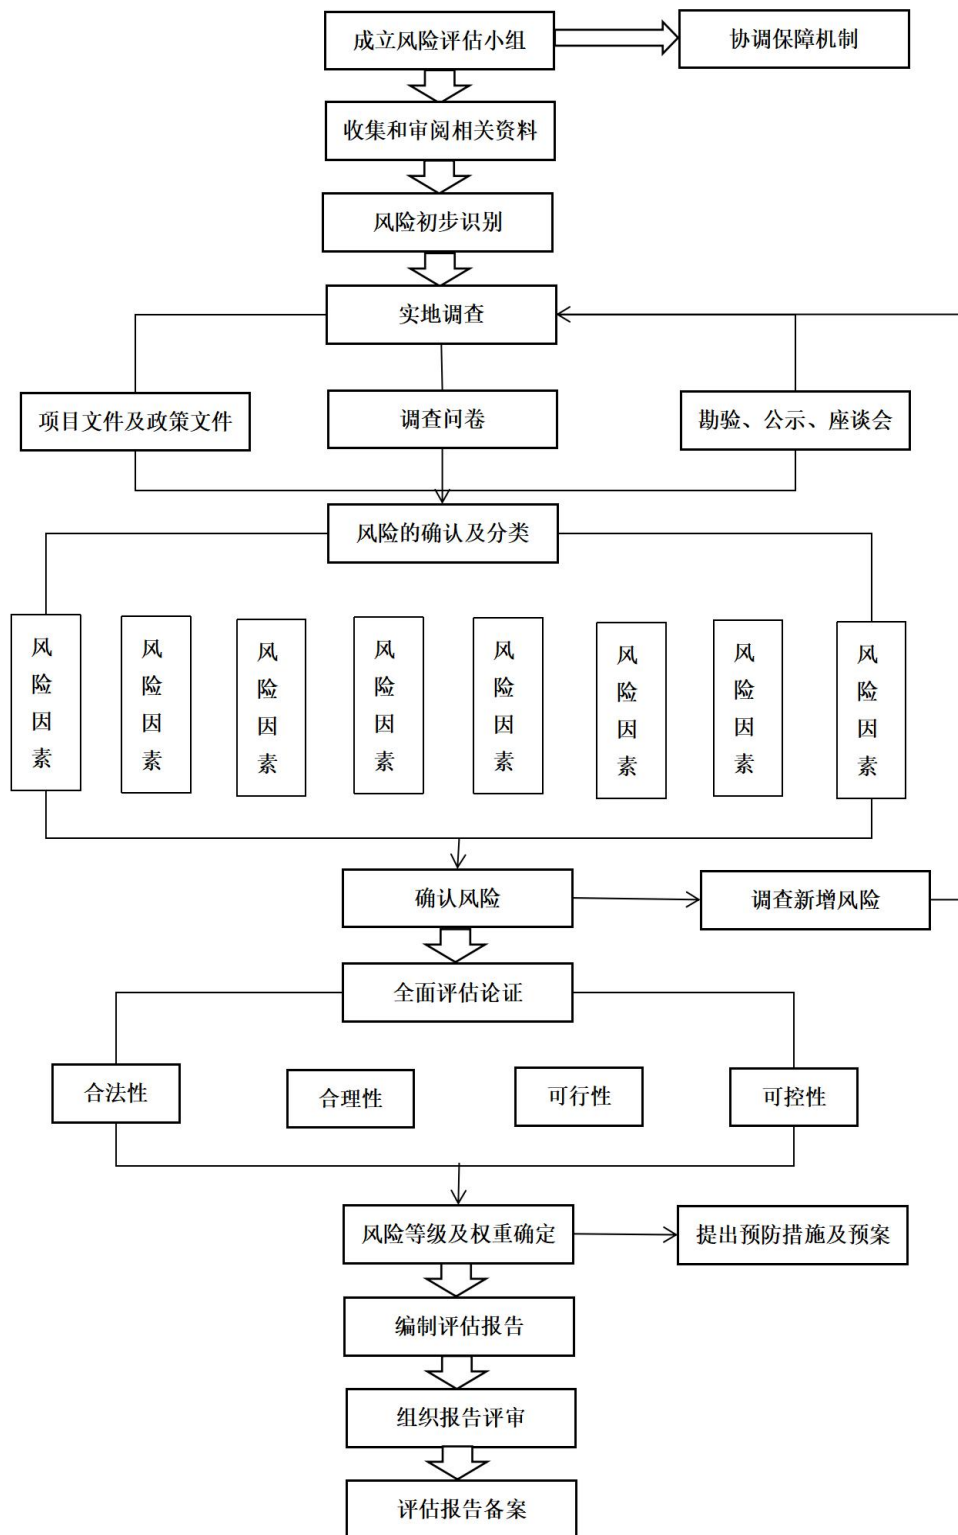 成立风险评估小组
协调保障机制
收集和审阅相关资料
风险初步识别
实地调查
项目文件及政策文件
调查问卷
勘验、公示、座谈会
风险的确认及分类
风险因素
风险因素
风险因素
风险因素
风险因素
风险因素
风险因素
风险因素
确认风险
调查新增风险
全面评估论证
合法性
合理性
可行性
可控性
风险等级及权重确定
提出预防措施及预案
编制评估报告
组织报告评审
评估报告备案